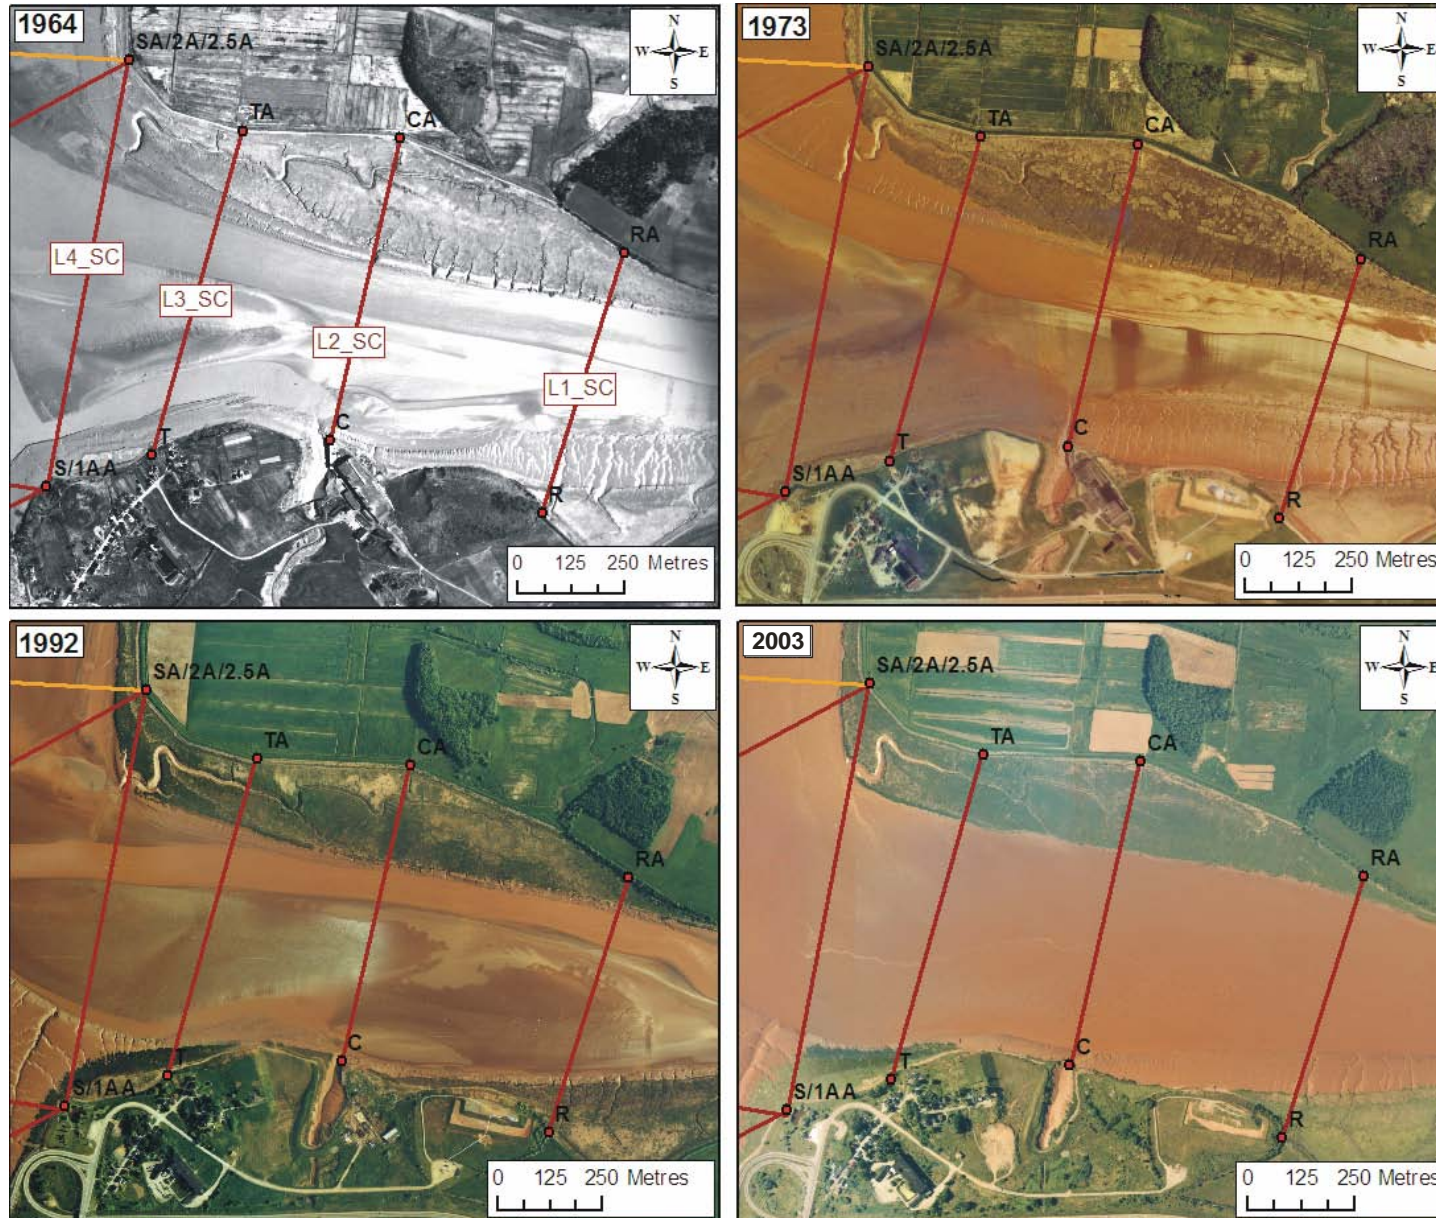 1964
N
W E
S
SA/2A/2.5A
TA
CA
RA
L4_SC
L3_SC
L2_SC
L1_SC
C
T
S/1AA
R
0 125 250 Metres
1973
N
W E
S
SA/2A/2.5A
TA
CA
RA
C
T
S/1AA
R
0 125 250 Metres
1992
N
W E
S
SA/2A/2.5A
TA
CA
RA
C
T
S/1AA
R
0 125 250 Metres
2003
N
W E
S
SA/2A/2.5A
TA
CA
RA
C
T
S/1AA
R
0 125 250 Metres